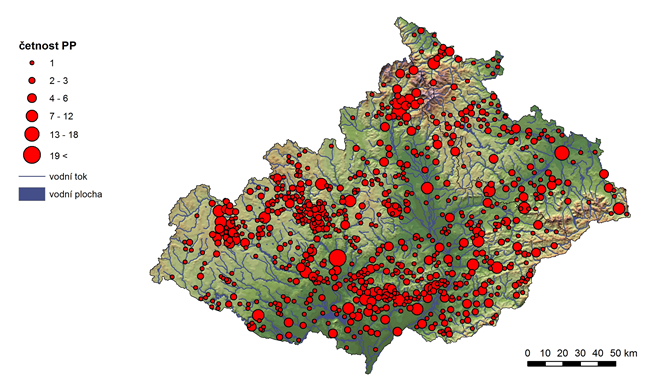 četnost PP
1
2 - 3
4 - 6
7 - 12
13 - 18
19 <
vodní tok
vodní plocha
0 10 20 30 40 50 km